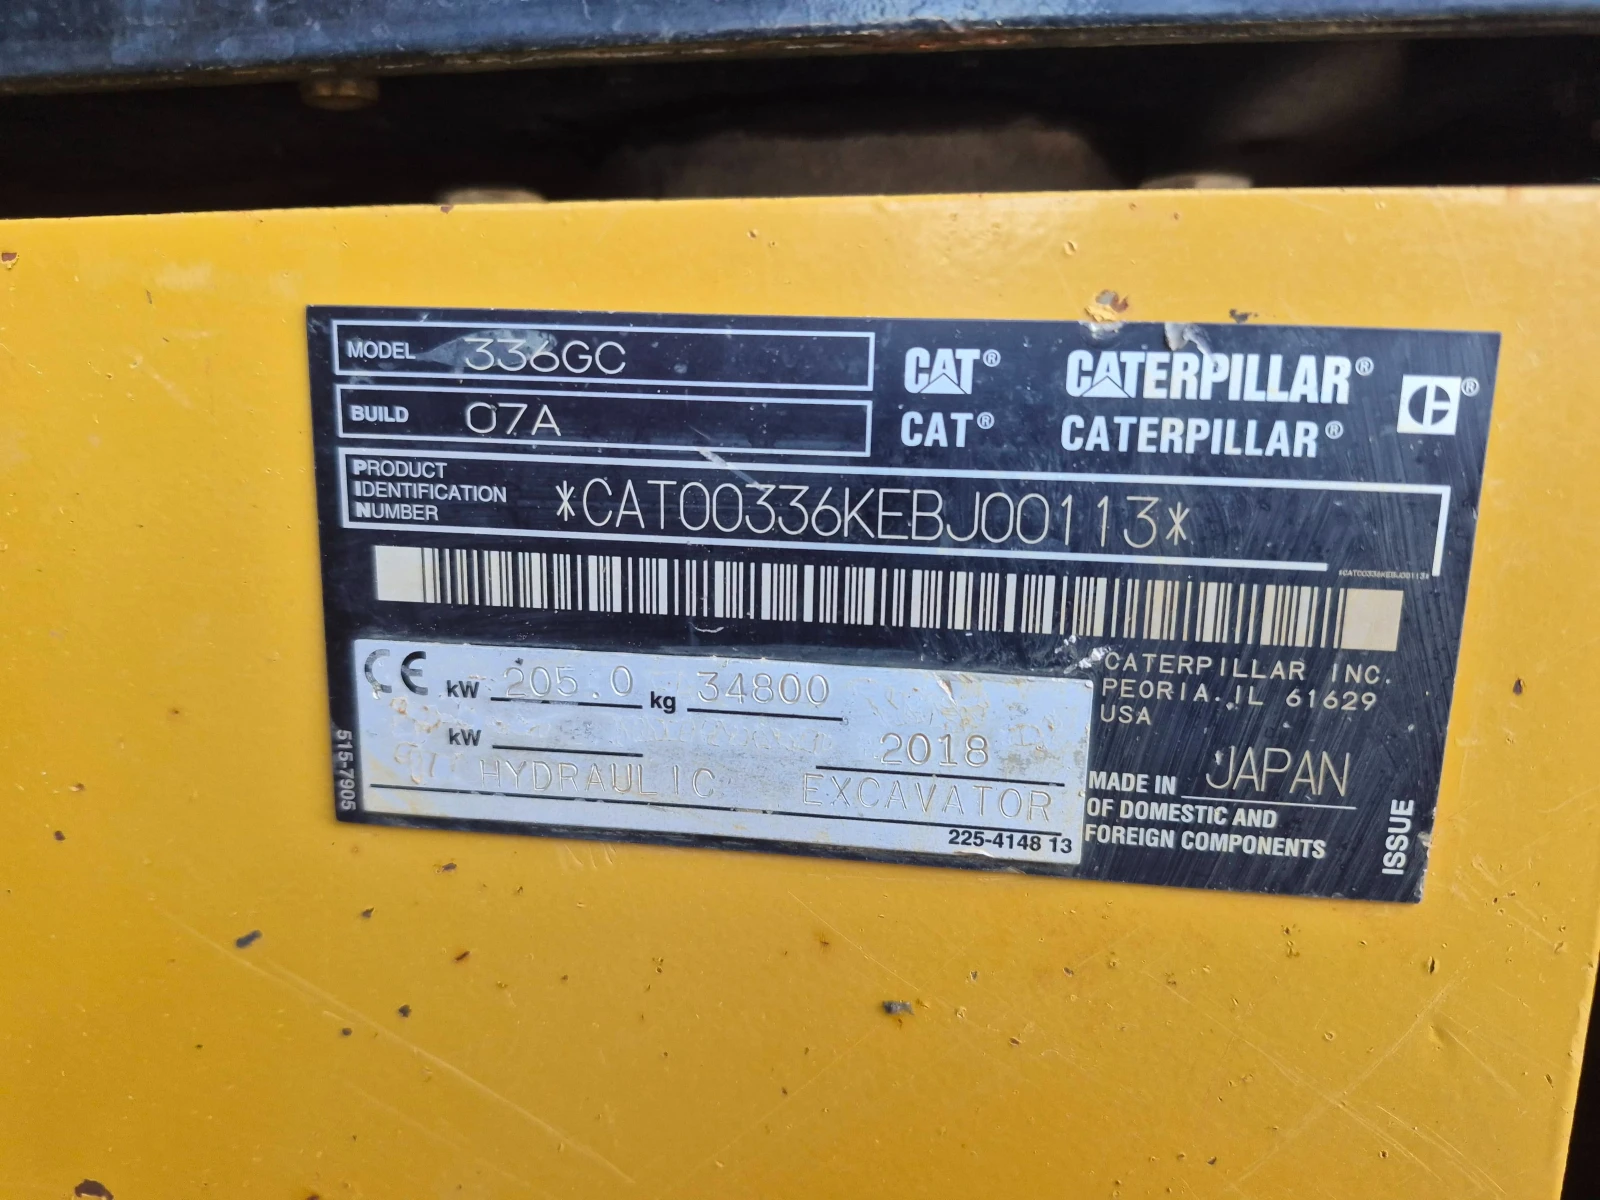 MODEL 336GC
CAT® CATERPILLAR®
BUILD 07A
CAT® CATERPILLAR®
PRODUCT
IDENTIFICATION
NUMBER
*CAT00336KEBJ00113*
*CAT00336KEBJ00113*
CE kW 205.0 kg 34800
kW
2018
HYDRAULIC EXCAVATOR
225-4148 13
515-7905
CATERPILLAR INC.
PEORIA, IL 61629
USA
MADE IN JAPAN
OF DOMESTIC AND
FOREIGN COMPONENTS
ISSUE